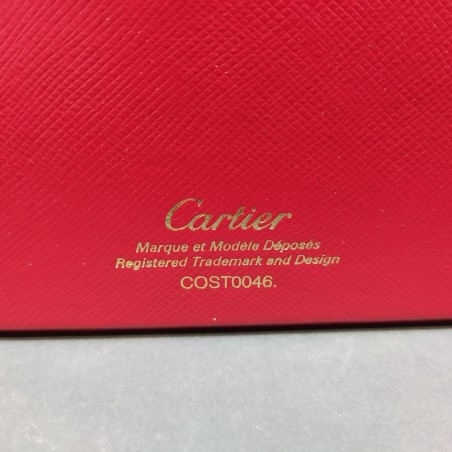 Cartier
Marque et Modèle Déposés
Registered Trademark and Design
COST0046.